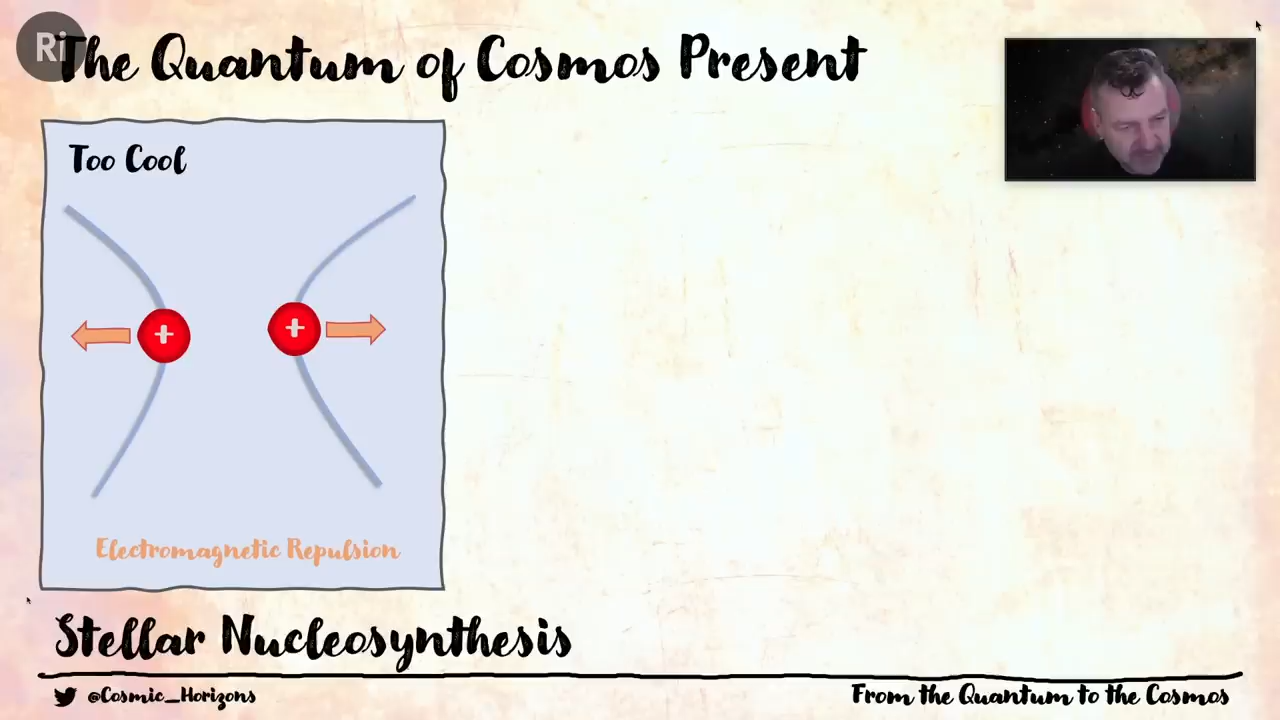 Ri
The Quantum of Cosmos Present
Too Cool
+ +
Electromagnetic Repulsion
Stellar Nucleosynthesis
@Cosmic_Horizons
From the Quantum to the Cosmos